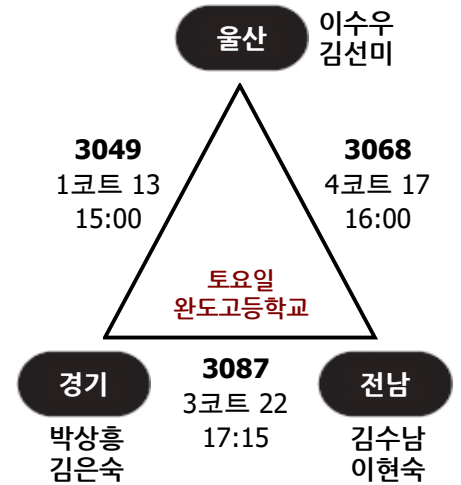 울산
이수우
김선미
3049
1코트 13
15:00
3068
4코트 17
16:00
토요일
완도고등학교
경기
박상흥
김은숙
3087
3코트 22
17:15
전남
김수남
이현숙